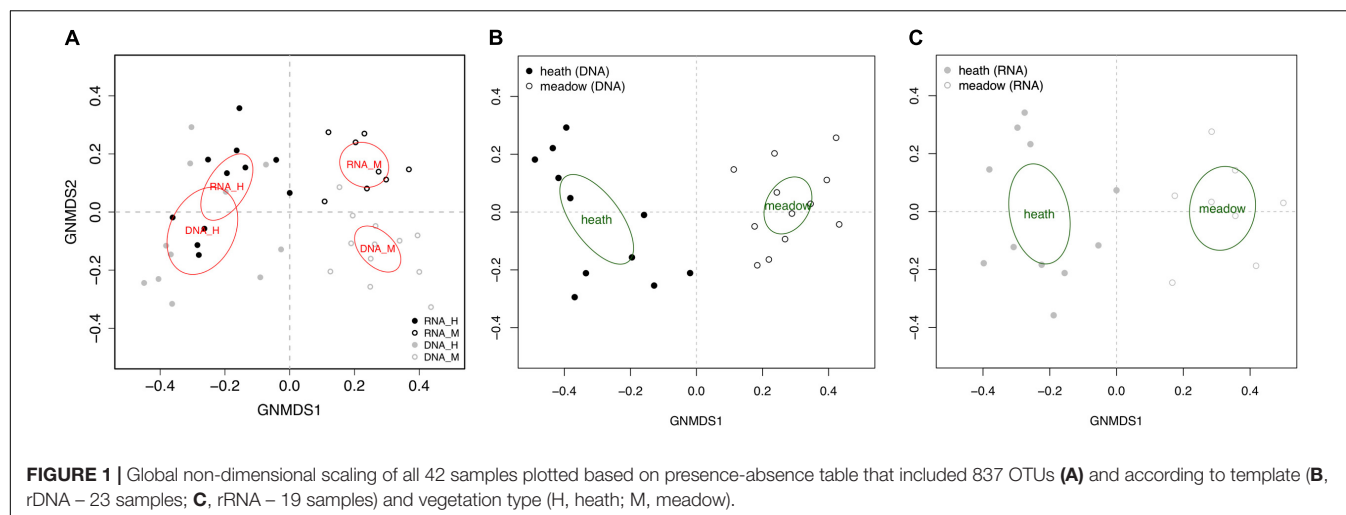 A
B
C
0.4
0.2
0.0
−0.2
−0.4
GNMDS2
RNA_H
DNA_H
RNA_M
DNA_M
RNA_H
RNA_M
DNA_H
DNA_M
−0.4
−0.2
0.0
0.2
0.4
GNMDS1
heath (DNA)
meadow (DNA)
0.4
0.2
0.0
−0.2
−0.4
heath
meadow
−0.4
−0.2
0.0
0.2
0.4
GNMDS1
heath (RNA)
meadow (RNA)
0.4
0.2
0.0
−0.2
−0.4
heath
meadow
−0.4
−0.2
0.0
0.2
0.4
GNMDS1
FIGURE 1 | Global non-dimensional scaling of all 42 samples plotted based on presence-absence table that included 837 OTUs (A) and according to template (B,
rDNA – 23 samples; C, rRNA – 19 samples) and vegetation type (H, heath; M, meadow).